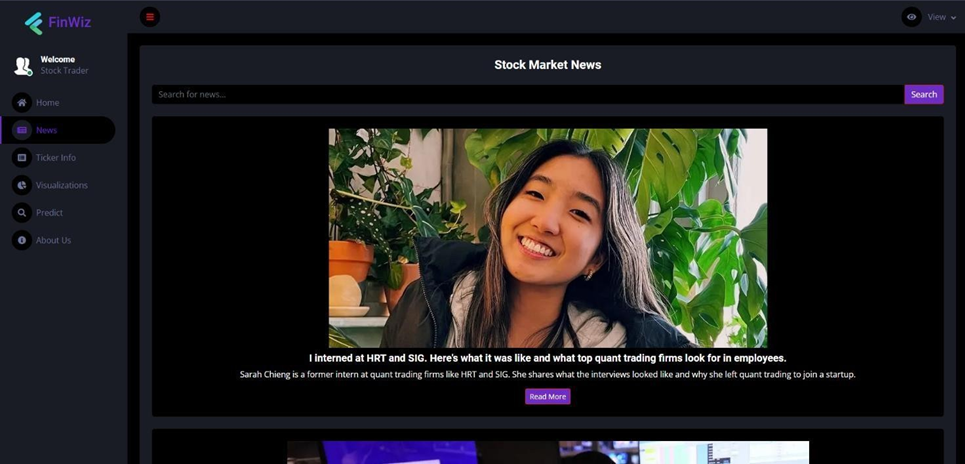 FinWiz
View
Welcome
Stock Trader
Home
News
Ticker Info
Visualizations
Predict
About Us
Stock Market News
Search for news...
Search
I interned at HRT and SIG. Here's what it was like and what top quant trading firms look for in employees.
Sarah Chieng is a former intern at quant trading firms like HRT and SIG. She shares what the interviews looked like and why she left quant trading to join a startup.
Read More